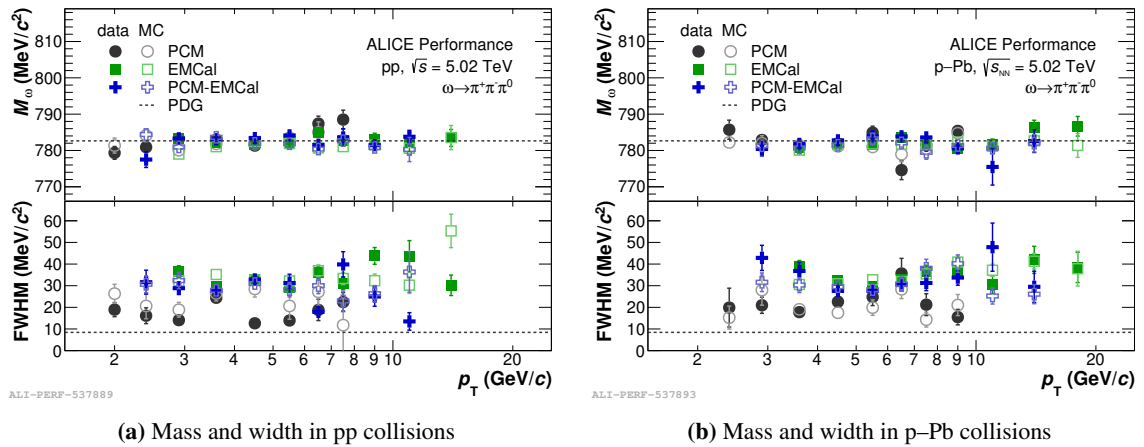 data MC
PCM
EMCal
PCM-EMCal
PDG
ALICE Performance
pp, √s = 5.02 TeV
ω→π⁺π⁻π⁰
M_ω (MeV/c²)
810
800
790
780
770
FWHM (MeV/c²)
60
50
40
30
20
10
0
2 3 4 5 6 7 8 9 10 20
p_T (GeV/c)
ALI-PERF-537889
(a) Mass and width in pp collisions
data MC
PCM
EMCal
PCM-EMCal
PDG
ALICE Performance
p–Pb, √s_NN = 5.02 TeV
ω→π⁺π⁻π⁰
M_ω (MeV/c²)
810
800
790
780
770
FWHM (MeV/c²)
60
50
40
30
20
10
0
2 3 4 5 6 7 8 9 10 20
p_T (GeV/c)
ALI-PERF-537893
(b) Mass and width in p–Pb collisions